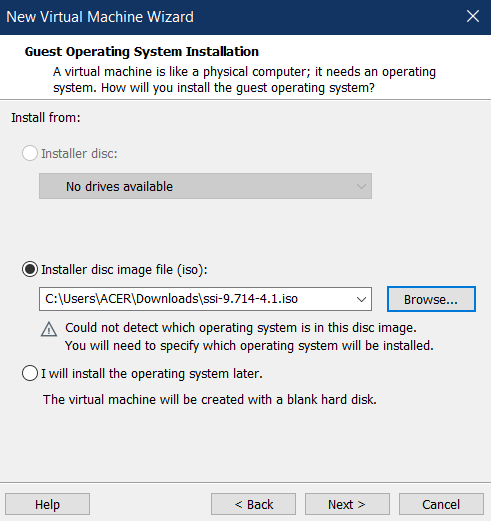 New Virtual Machine Wizard
Guest Operating System Installation
A virtual machine is like a physical computer; it needs an operating
system. How will you install the guest operating system?
Install from:
Installer disc:
No drives available
Installer disc image file (iso):
C:\Users\ACER\Downloads\ssi-9.714-4.1.iso
Browse...
Could not detect which operating system is in this disc image.
You will need to specify which operating system will be installed.
I will install the operating system later.
The virtual machine will be created with a blank hard disk.
Help
< Back
Next >
Cancel